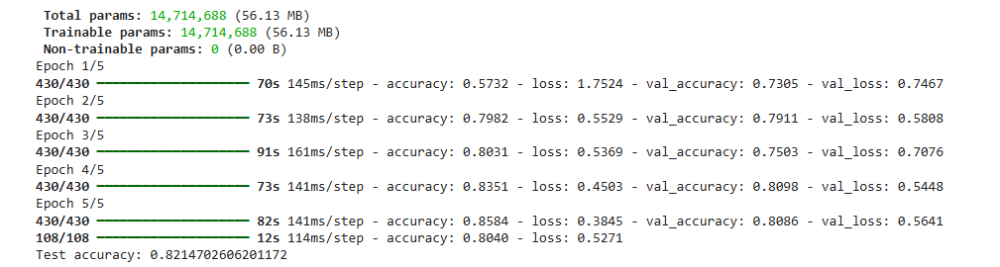 Total params: 14,714,688 (56.13 MB)
Trainable params: 14,714,688 (56.13 MB)
Non-trainable params: 0 (0.00 B)
Epoch 1/5
430/430 ━━━━━━━━━━━━━━━━━━━━ 70s 145ms/step - accuracy: 0.5732 - loss: 1.7524 - val_accuracy: 0.7305 - val_loss: 0.7467
Epoch 2/5
430/430 ━━━━━━━━━━━━━━━━━━━━ 73s 138ms/step - accuracy: 0.7982 - loss: 0.5529 - val_accuracy: 0.7911 - val_loss: 0.5808
Epoch 3/5
430/430 ━━━━━━━━━━━━━━━━━━━━ 91s 161ms/step - accuracy: 0.8031 - loss: 0.5369 - val_accuracy: 0.7503 - val_loss: 0.7076
Epoch 4/5
430/430 ━━━━━━━━━━━━━━━━━━━━ 73s 141ms/step - accuracy: 0.8351 - loss: 0.4503 - val_accuracy: 0.8098 - val_loss: 0.5448
Epoch 5/5
430/430 ━━━━━━━━━━━━━━━━━━━━ 82s 141ms/step - accuracy: 0.8584 - loss: 0.3845 - val_accuracy: 0.8086 - val_loss: 0.5641
108/108 ━━━━━━━━━━━━━━━━━━━━ 12s 114ms/step - accuracy: 0.8040 - loss: 0.5271
Test accuracy: 0.8214702606201172